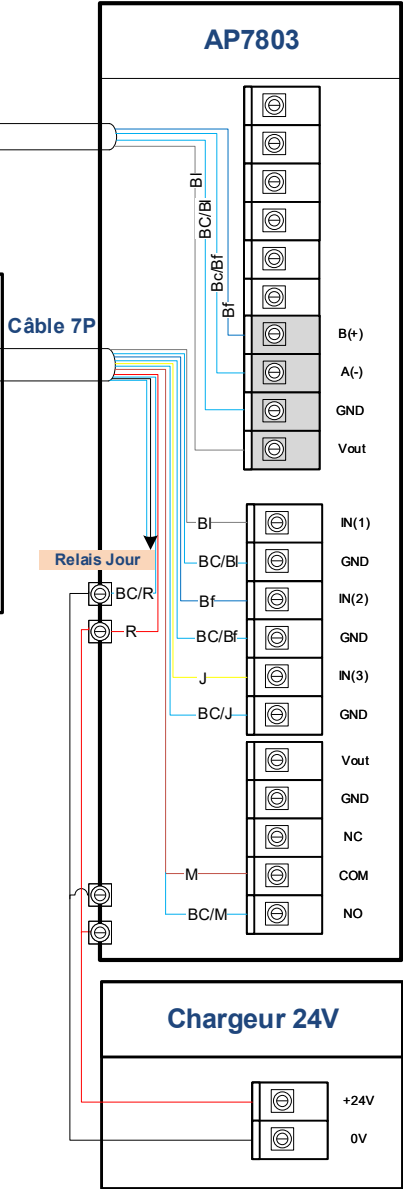 AP7803
Bl
BC/Bl
Bc/Bf
Bf
B(+)
A(-)
GND
Vout
Câble 7P
Bl
IN(1)
BC/Bl
GND
Relais Jour
BC/R
Bf
IN(2)
R
BC/Bf
GND
J
IN(3)
BC/J
GND
Vout
GND
NC
M
COM
BC/M
NO
Chargeur 24V
+24V
0V